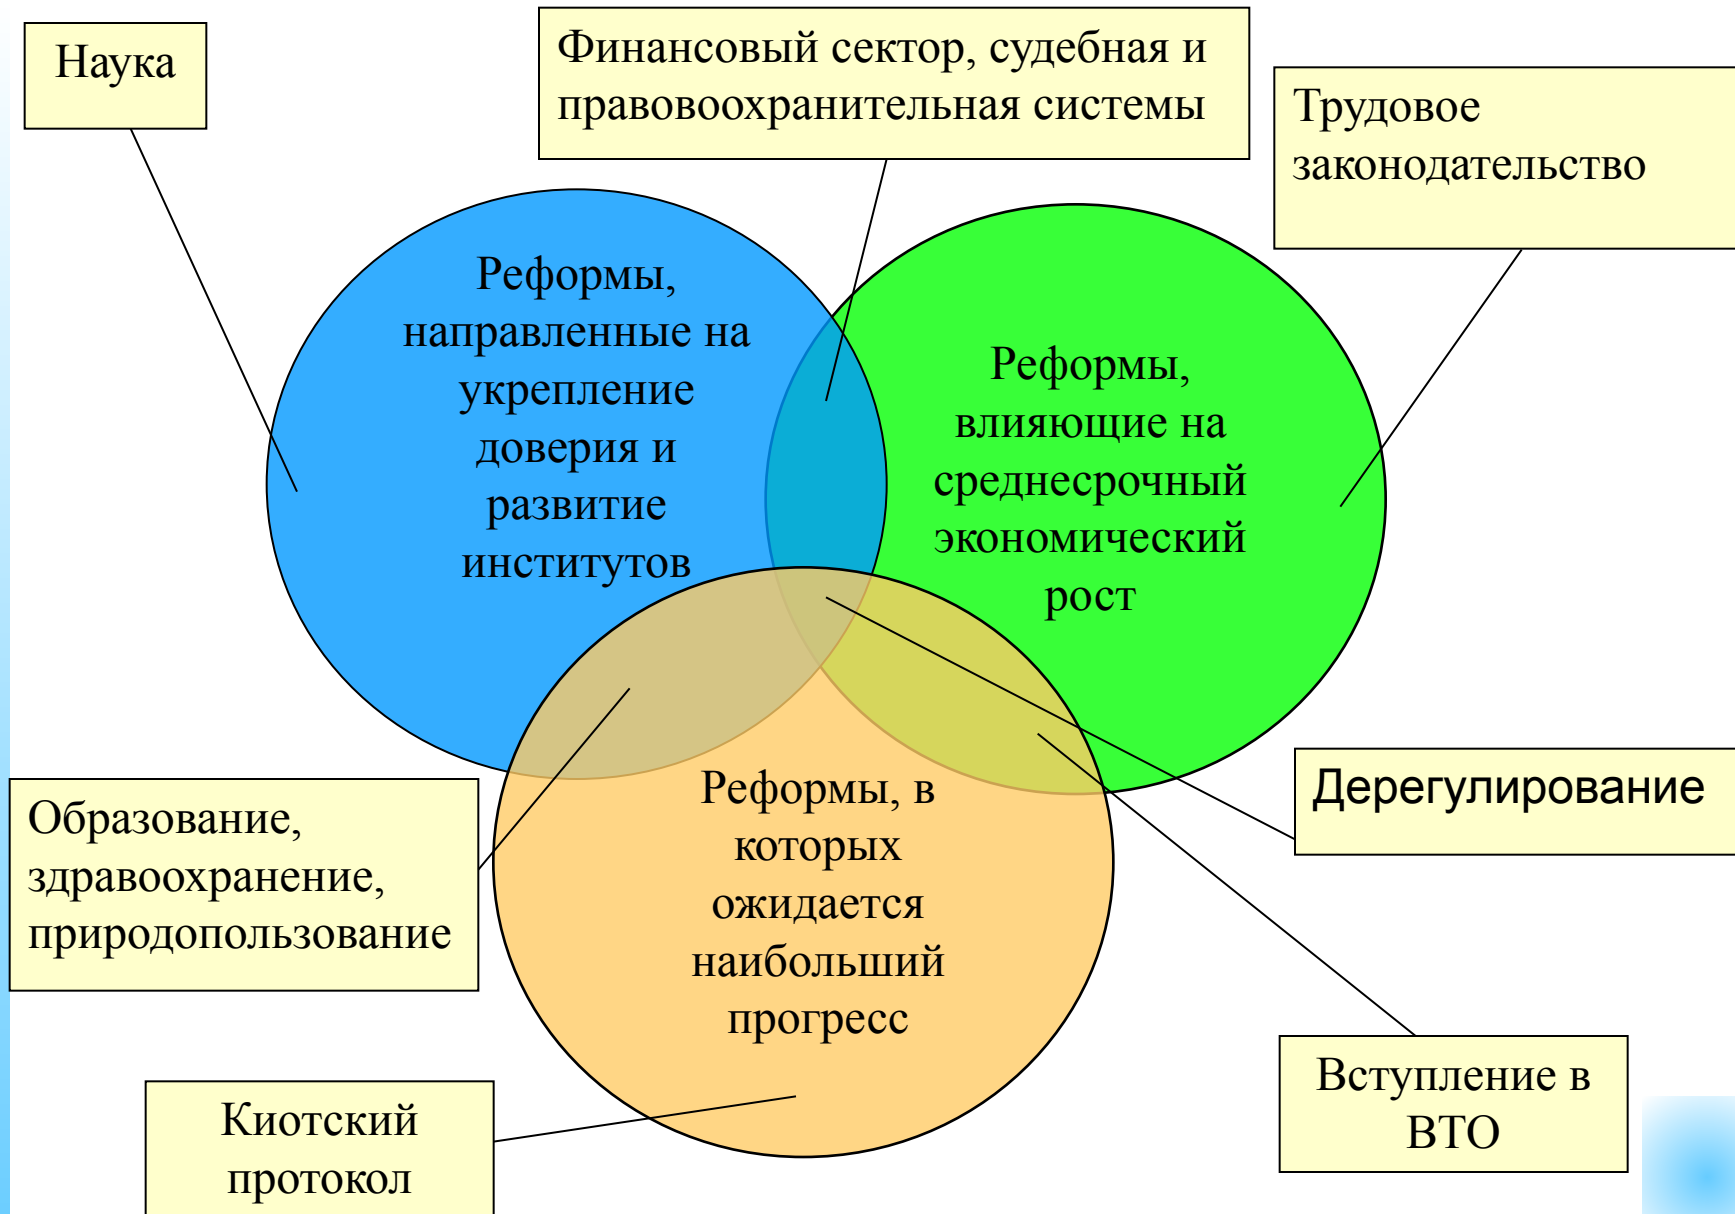 Наука
Финансовый сектор, судебная и
правовоохранительная системы
Трудовое
законодательство
Реформы,
направленные на
укрепление
доверия и
развитие
институтов
Реформы,
влияющие на
среднесрочный
экономический
рост
Реформы, в
которых
ожидается
наибольший
прогресс
Образование,
здравоохранение,
природопользование
Дерегулирование
Вступление в
ВТО
Киотский
протокол